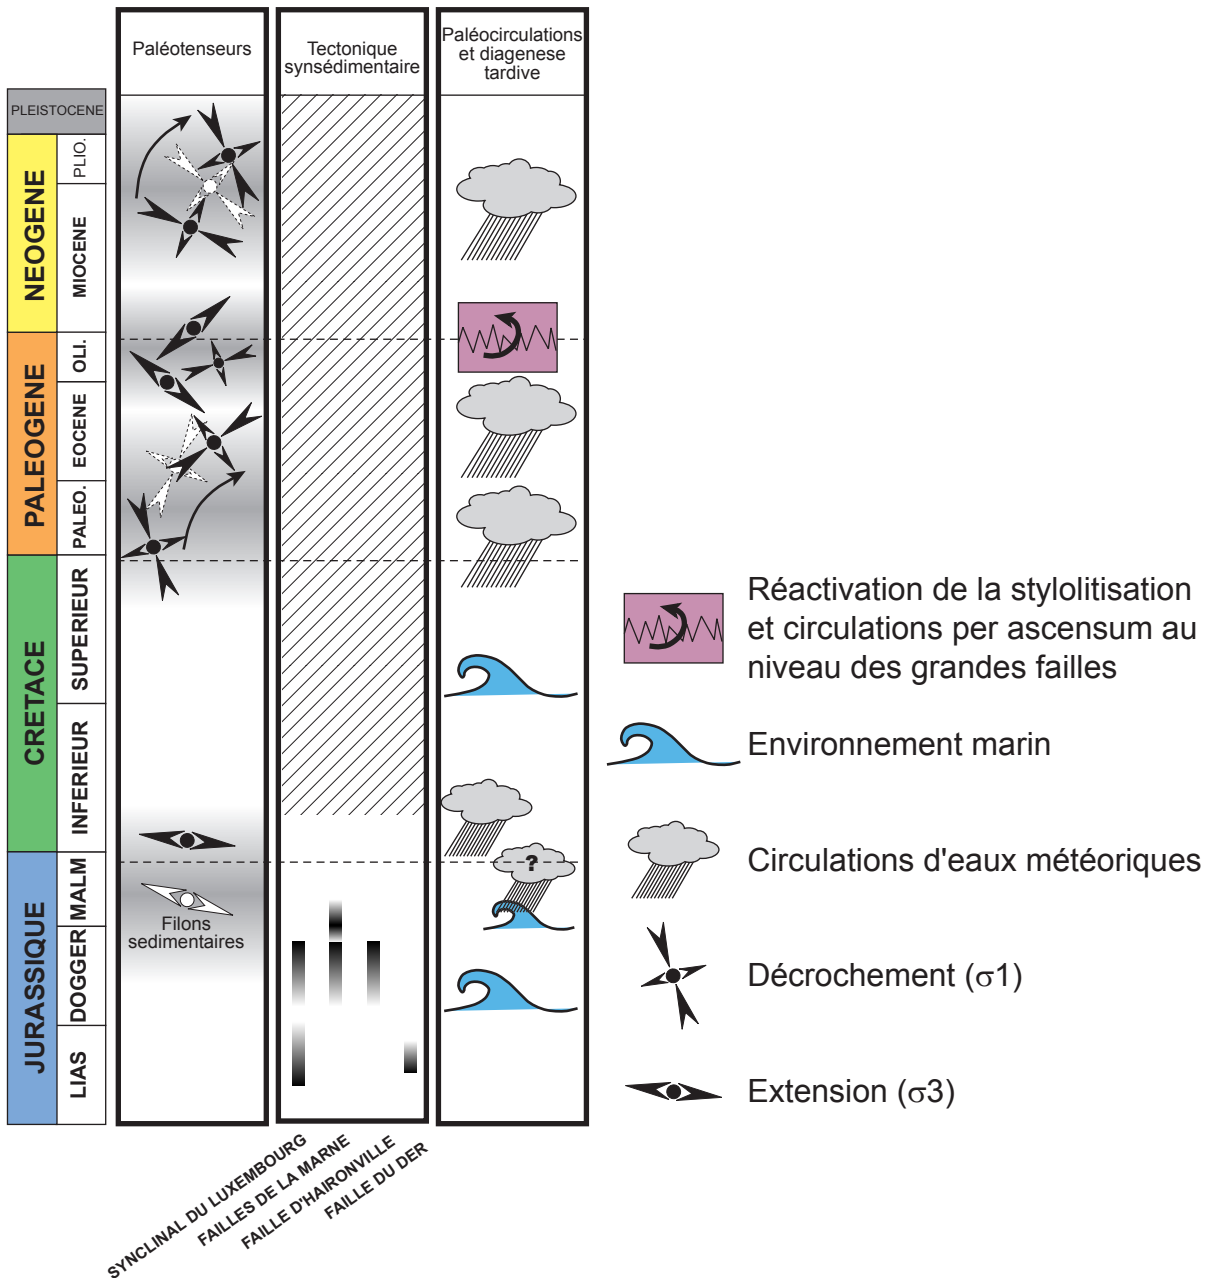 Paléotenseurs
Tectonique
synsédimentaire
Paléocirculations
et diagenese
tardive
PLEISTOCENE
NEOGENE
PLIO.
MIOCENE
PALEOGENE
OLI.
EOCENE
PALEO.
CRETACE
SUPERIEUR
INFERIEUR
JURASSIQUE
MALM
DOGGER
LIAS
Filons
sedimentaires
?
SYNCLINAL DU LUXEMBOURG
FAILLES DE LA MARNE
FAILLE D'HAIRONVILLE
FAILLE DU DER
Réactivation de la stylolitisation
et circulations per ascensum au
niveau des grandes failles
Environnement marin
Circulations d'eaux météoriques
Décrochement (σ1)
Extension (σ3)